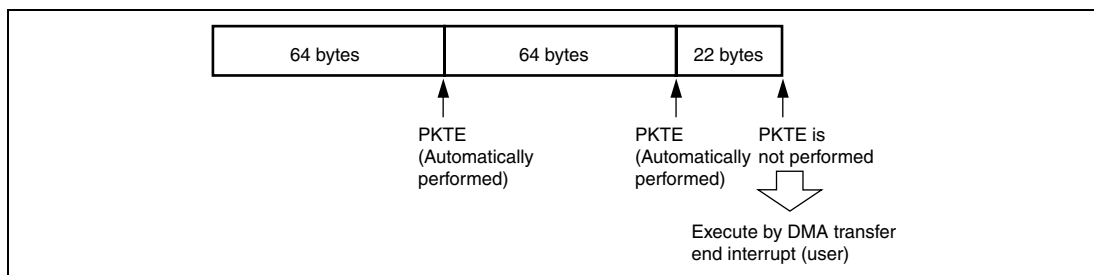 64 bytes
64 bytes
22 bytes
PKTE
(Automatically
performed)
PKTE
(Automatically
performed)
PKTE is
not performed
Execute by DMA transfer
end interrupt (user)